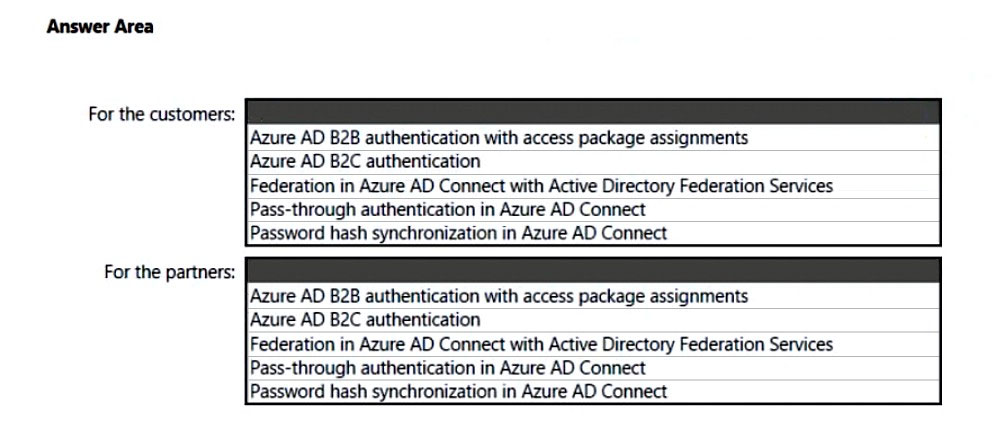 Answer Area
For the customers:
Azure AD B2B authentication with access package assignments
Azure AD B2C authentication
Federation in Azure AD Connect with Active Directory Federation Services
Pass-through authentication in Azure AD Connect
Password hash synchronization in Azure AD Connect
For the partners:
Azure AD B2B authentication with access package assignments
Azure AD B2C authentication
Federation in Azure AD Connect with Active Directory Federation Services
Pass-through authentication in Azure AD Connect
Password hash synchronization in Azure AD Connect